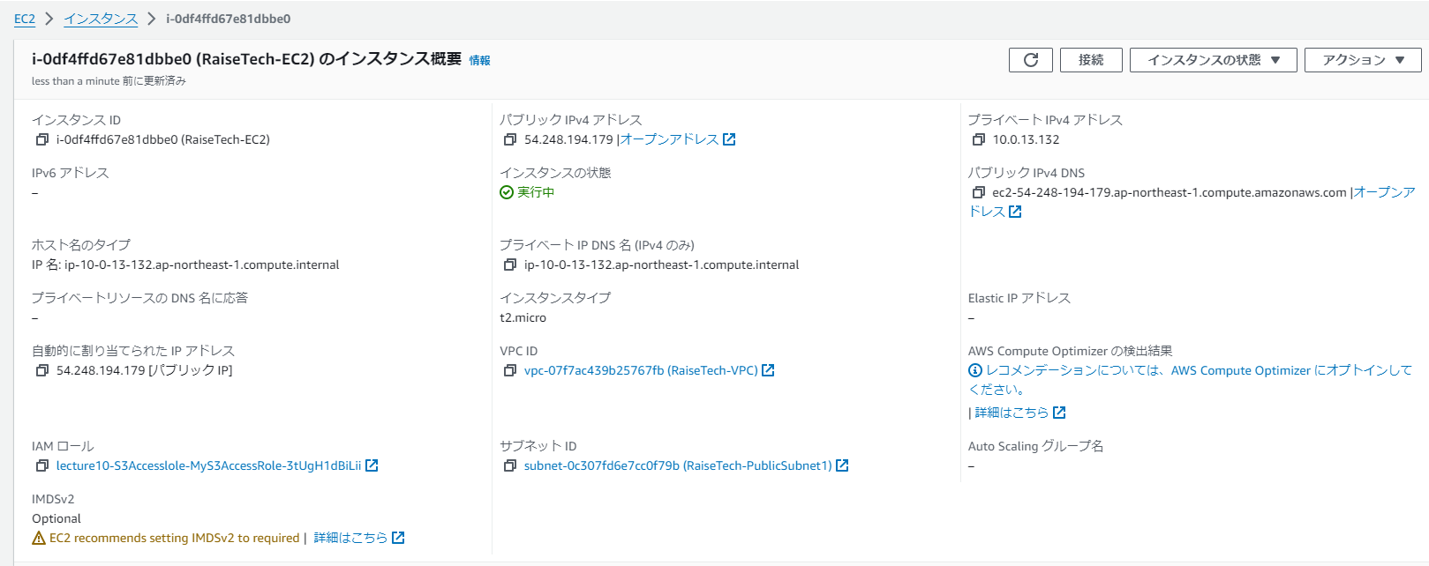 EC2 > インスタンス > i-0df4ffd67e81dbbe0
i-0df4ffd67e81dbbe0 (RaiseTech-EC2) のインスタンス概要 情報
less than a minute 前に更新済み
接続
インスタンスの状態 ▼
アクション ▼
インスタンス ID
i-0df4ffd67e81dbbe0 (RaiseTech-EC2)
パブリック IPv4 アドレス
54.248.194.179 |オープンアドレス
プライベート IPv4 アドレス
10.0.13.132
IPv6 アドレス
–
インスタンスの状態
実行中
パブリック IPv4 DNS
ec2-54-248-194-179.ap-northeast-1.compute.amazonaws.com |オープンア
ドレス
ホスト名のタイプ
IP 名: ip-10-0-13-132.ap-northeast-1.compute.internal
プライベート IP DNS 名 (IPv4 のみ)
ip-10-0-13-132.ap-northeast-1.compute.internal
プライベートリソースの DNS 名に応答
–
インスタンスタイプ
t2.micro
Elastic IP アドレス
–
自動的に割り当てられた IP アドレス
54.248.194.179 [パブリック IP]
VPC ID
vpc-07f7ac439b25767fb (RaiseTech-VPC)
AWS Compute Optimizer の検出結果
レコメンデーションについては、AWS Compute Optimizer にオプトインして
ください。
| 詳細はこちら
IAM ロール
lecture10-S3Accesslole-MyS3AccessRole-3tUgH1dBiLii
サブネット ID
subnet-0c307fd6e7cc0f79b (RaiseTech-PublicSubnet1)
Auto Scaling グループ名
–
IMDSv2
Optional
EC2 recommends setting IMDSv2 to required | 詳細はこちら